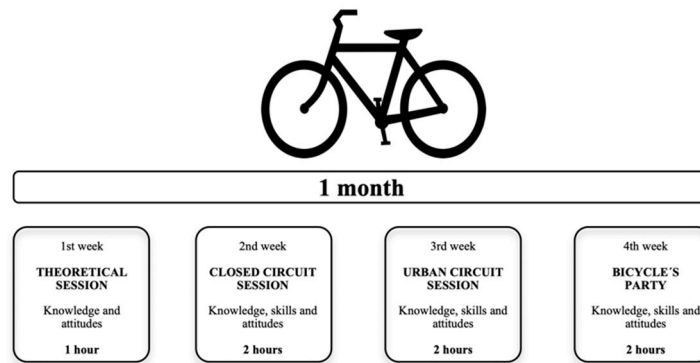 1 month
1st week
THEORETICAL
SESSION
Knowledge and
attitudes
1 hour
2nd week
CLOSED CIRCUIT
SESSION
Knowledge, skills and
attitudes
2 hours
3rd week
URBAN CIRCUIT
SESSION
Knowledge, skills and
attitudes
2 hours
4th week
BICYCLE´S
PARTY
Knowledge, skills and
attitudes
2 hours